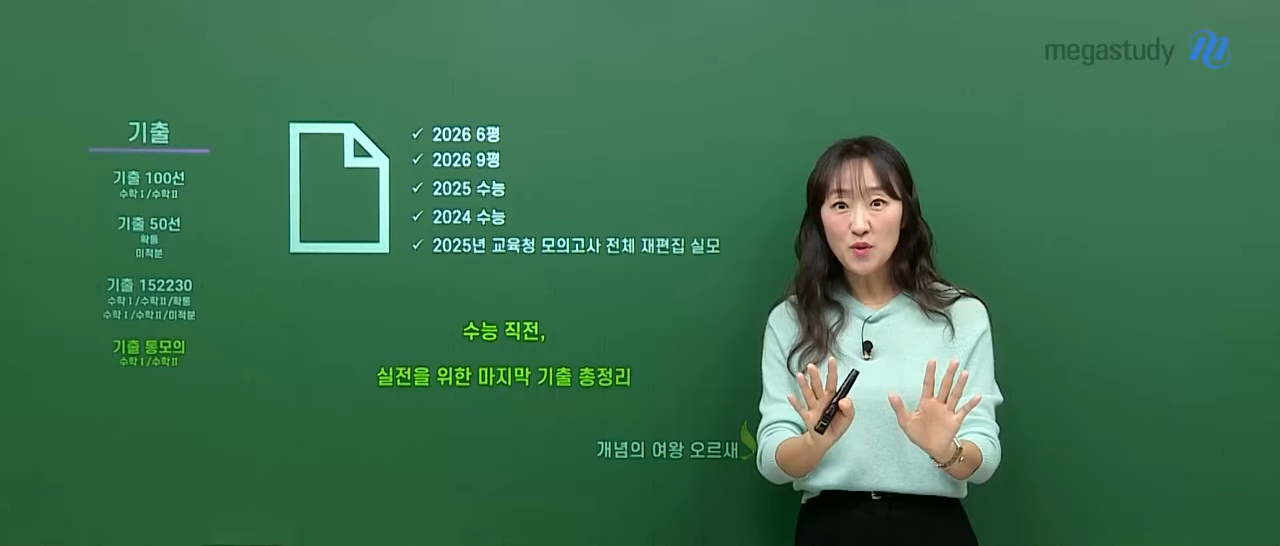 megastudy
기출
기출 100선
수학Ⅰ/수학Ⅱ
기출 50선
확통
미적분
기출 152230
수학Ⅰ/수학Ⅱ/확통
수학Ⅰ/수학Ⅱ/미적분
기출 통모의
수학Ⅰ/수학Ⅱ
✓ 2026 6평
✓ 2026 9평
✓ 2025 수능
✓ 2024 수능
✓ 2025년 교육청 모의고사 전체 재편집 실모
수능 직전,
실전을 위한 마지막 기출 총정리
개념의 여왕 오르새